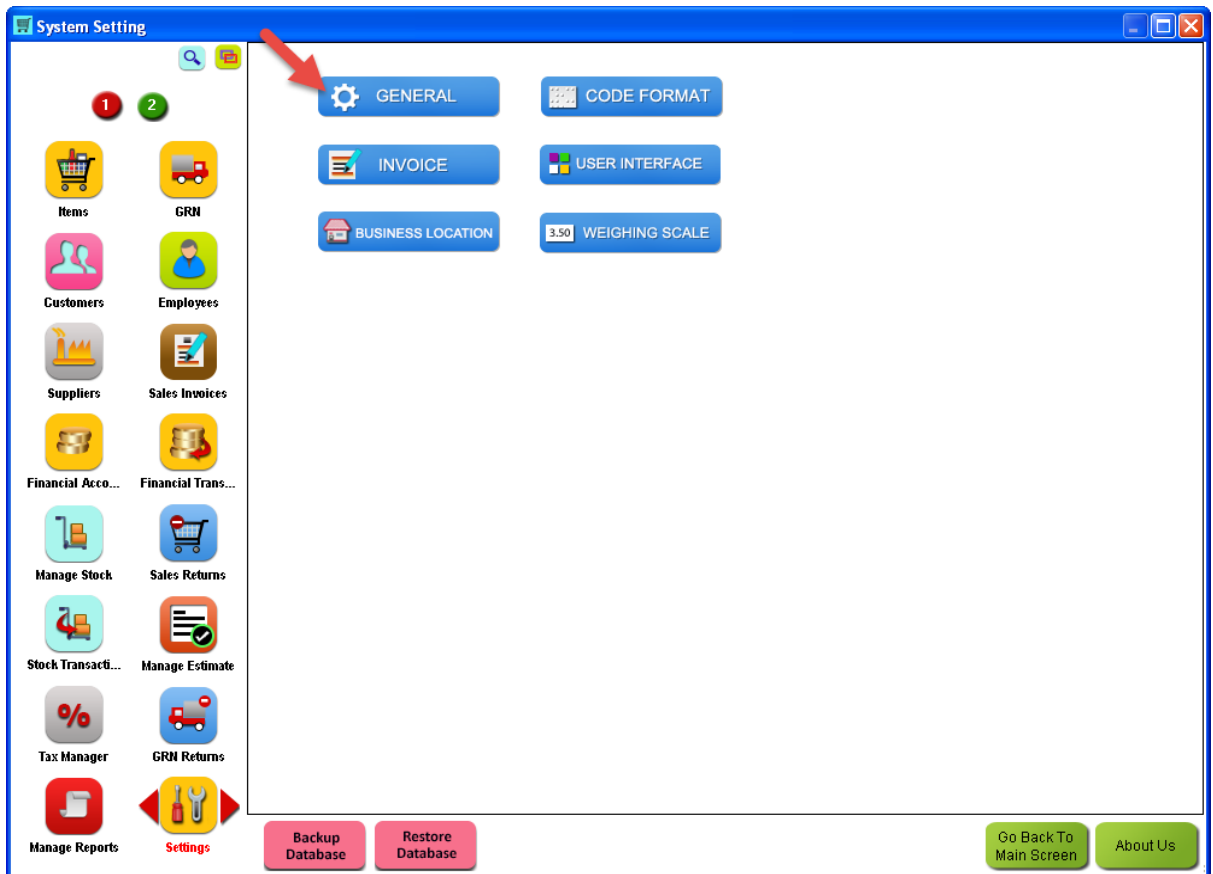 System Setting
1 2
GENERAL CODE FORMAT
INVOICE USER INTERFACE
BUSINESS LOCATION 3.50 WEIGHING SCALE
Items GRN
Customers Employees
Suppliers Sales Invoices
Financial Acco... Financial Trans...
Manage Stock Sales Returns
Stock Transacti... Manage Estimate
%
Tax Manager GRN Returns
Manage Reports Settings
Backup
Database
Restore
Database
Go Back To
Main Screen
About Us